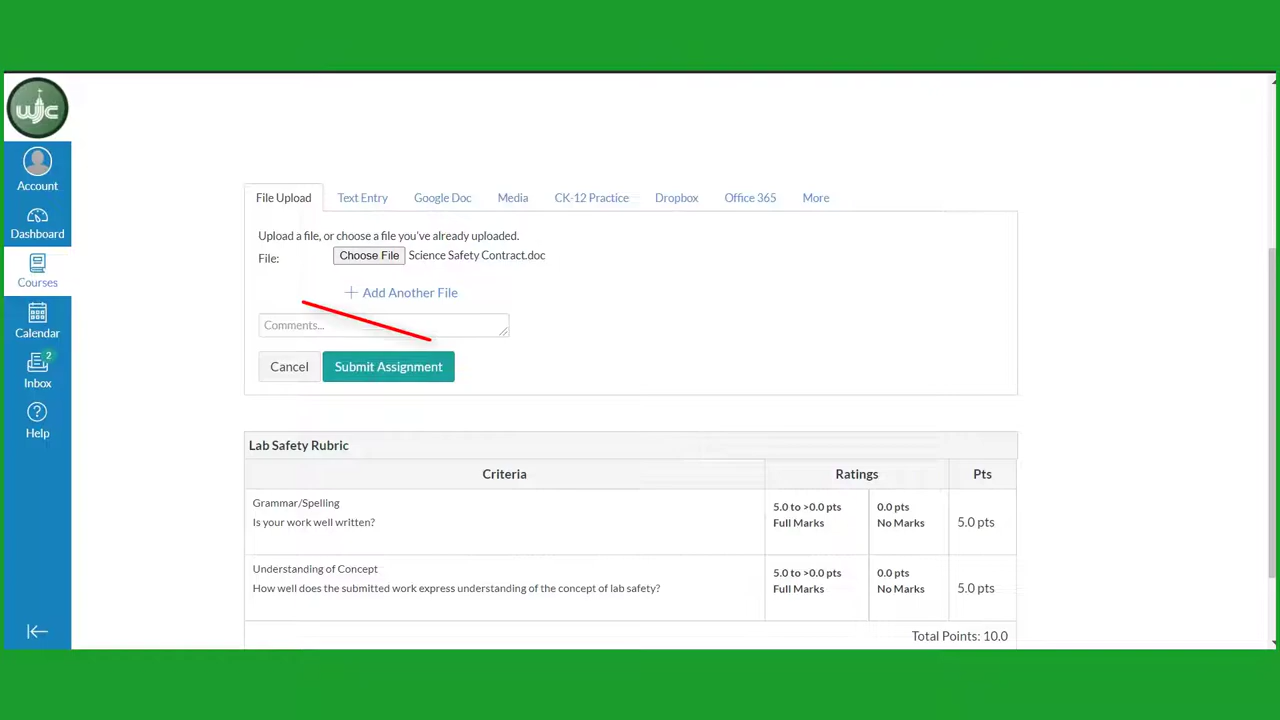 WJC
Account
Dashboard
Courses
Calendar
2
Inbox
Help
File Upload Text Entry Google Doc Media CK-12 Practice Dropbox Office 365 More
Upload a file, or choose a file you've already uploaded.
File: Choose File Science Safety Contract.doc
Add Another File
Comments...
Cancel Submit Assignment
Lab Safety Rubric
Criteria Ratings Pts
Grammar/Spelling
Is your work well written?
5.0 to >0.0 pts
Full Marks
0.0 pts
No Marks
5.0 pts
Understanding of Concept
How well does the submitted work express understanding of the concept of lab safety?
5.0 to >0.0 pts
Full Marks
0.0 pts
No Marks
5.0 pts
Total Points: 10.0